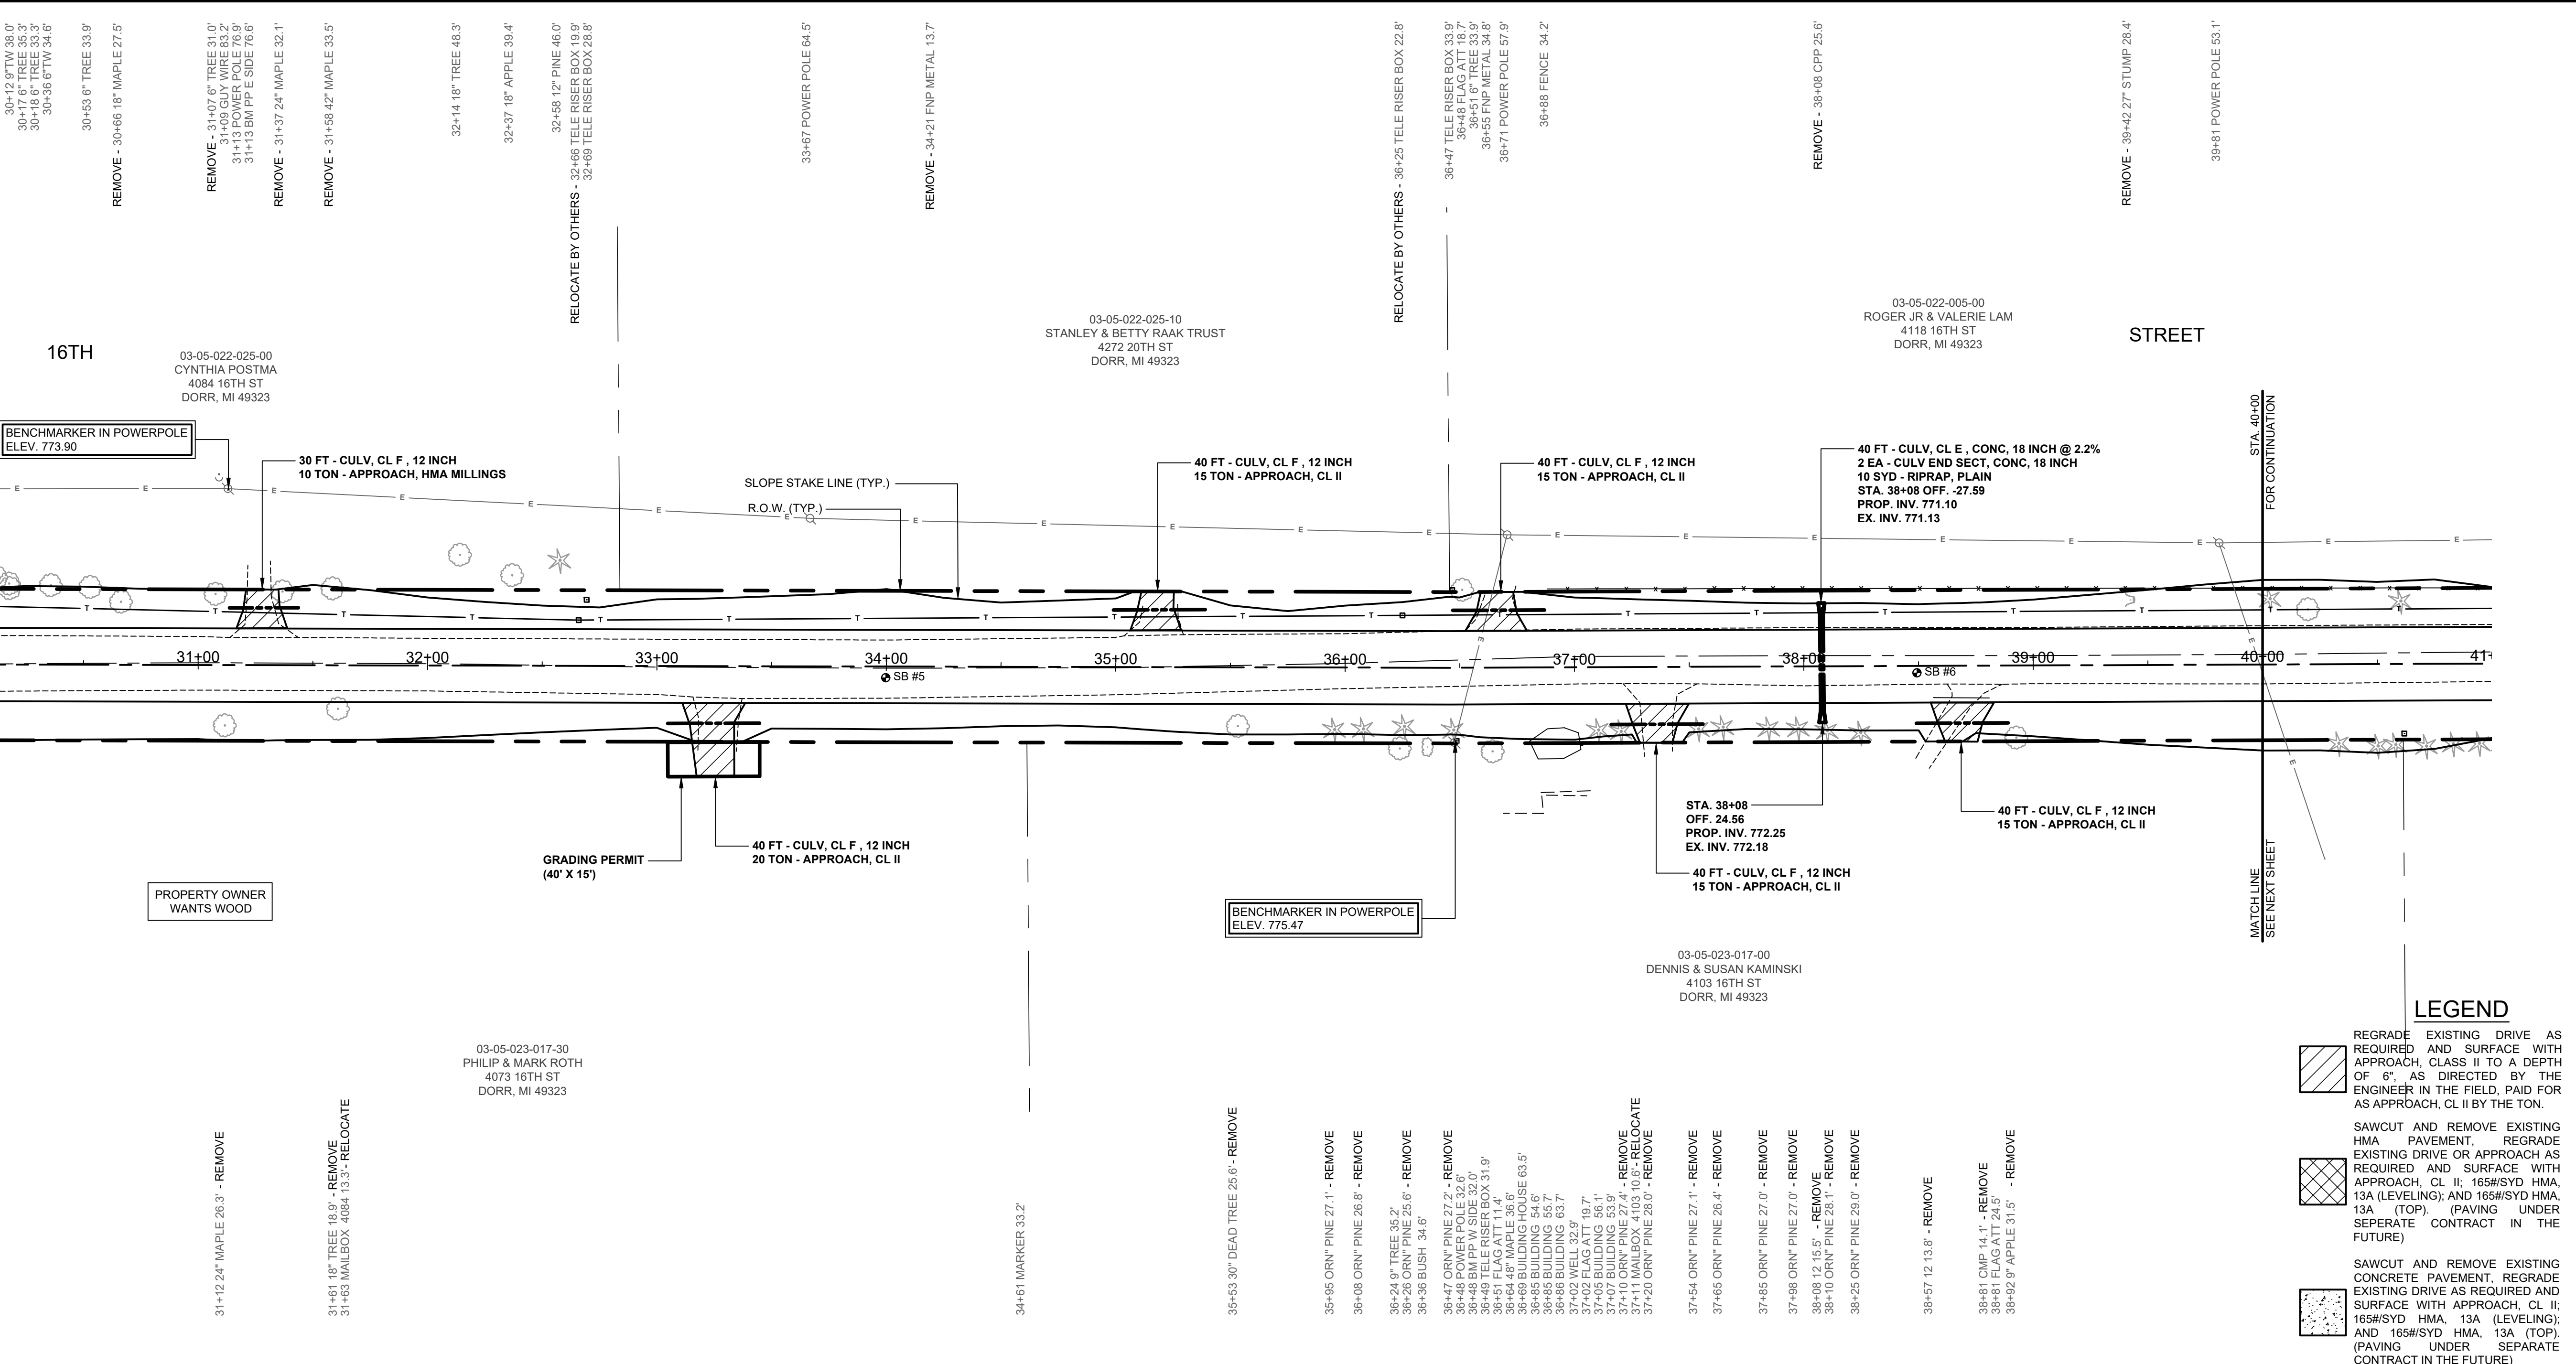 30+12 9"TW 38.0'
30+17 6" TREE 35.3'
30+18 6" TREE 33.3'
30+36 6"TW 34.6'
30+53 6" TREE 33.9'
REMOVE - 30+66 18" MAPLE 27.5'
REMOVE - 31+07 6" TREE 31.0'
31+09 GUY WIRE 83.2'
31+13 POWER POLE 76.9'
31+13 BM PP E SIDE 76.6'
REMOVE - 31+37 24" MAPLE 32.1'
REMOVE - 31+58 42" MAPLE 33.5'
32+14 18" TREE 48.3'
32+37 18" APPLE 39.4'
32+58 12" PINE 46.0'
RELOCATE BY OTHERS - 32+66 TELE RISER BOX 19.9'
32+69 TELE RISER BOX 28.8'
33+67 POWER POLE 64.5'
REMOVE - 34+21 FNP METAL 13.7'
RELOCATE BY OTHERS - 36+25 TELE RISER BOX 22.8'
36+47 TELE RISER BOX 33.9'
36+48 FLAG ATT 18.7'
36+51 6" TREE 33.9'
36+55 FNP METAL 34.8'
36+71 POWER POLE 57.9'
36+88 FENCE 34.2'
REMOVE - 38+08 CPP 25.6'
REMOVE - 39+42 27" STUMP 28.4'
39+81 POWER POLE 53.1'
16TH
03-05-022-025-00
CYNTHIA POSTMA
4084 16TH ST
DORR, MI 49323
03-05-022-025-10
STANLEY & BETTY RAAK TRUST
4272 20TH ST
DORR, MI 49323
03-05-022-005-00
ROGER JR & VALERIE LAM
4118 16TH ST
DORR, MI 49323
STREET
BENCHMARKER IN POWERPOLE
ELEV. 773.90
30 FT - CULV, CL F , 12 INCH
10 TON - APPROACH, HMA MILLINGS
SLOPE STAKE LINE (TYP.)
R.O.W. (TYP.)
40 FT - CULV, CL F , 12 INCH
15 TON - APPROACH, CL II
40 FT - CULV, CL F , 12 INCH
15 TON - APPROACH, CL II
40 FT - CULV, CL E , CONC, 18 INCH @ 2.2%
2 EA - CULV END SECT, CONC, 18 INCH
10 SYD - RIPRAP, PLAIN
STA. 38+08 OFF. -27.59
PROP. INV. 771.10
EX. INV. 771.13
STA. 40+00
FOR CONTINUATION
31+00
32+00
33+00
34+00
35+00
36+00
37+00
38+00
39+00
40+00
41+
SB #5
SB #6
GRADING PERMIT
(40' X 15')
40 FT - CULV, CL F , 12 INCH
20 TON - APPROACH, CL II
STA. 38+08
OFF. 24.56
PROP. INV. 772.25
EX. INV. 772.18
40 FT - CULV, CL F , 12 INCH
15 TON - APPROACH, CL II
40 FT - CULV, CL F , 12 INCH
15 TON - APPROACH, CL II
MATCH LINE
SEE NEXT SHEET
PROPERTY OWNER
WANTS WOOD
BENCHMARKER IN POWERPOLE
ELEV. 775.47
03-05-023-017-00
DENNIS & SUSAN KAMINSKI
4103 16TH ST
DORR, MI 49323
03-05-023-017-30
PHILIP & MARK ROTH
4073 16TH ST
DORR, MI 49323
31+12 24" MAPLE 26.3' - REMOVE
31+61 18" TREE 18.9' - REMOVE
31+63 MAILBOX 4084 13.3'- RELOCATE
34+61 MARKER 33.2'
35+53 30" DEAD TREE 25.6' - REMOVE
35+95 ORN" PINE 27.1' - REMOVE
36+08 ORN" PINE 26.8' - REMOVE
36+24 9" TREE 35.2'
36+26 ORN" PINE 25.6' - REMOVE
36+36 BUSH 34.6'
36+47 ORN" PINE 27.2' - REMOVE
36+48 POWER POLE 32.6'
36+48 BM PP W SIDE 32.0'
36+49 TELE RISER BOX 31.9'
36+51 FLAG ATT 11.4'
36+64 48" MAPLE 36.6'
36+69 BUILDING HOUSE 63.5'
36+85 BUILDING 54.6'
36+85 BUILDING 55.7'
36+86 BUILDING 63.7'
37+02 WELL 32.9'
37+02 FLAG ATT 19.7'
37+05 BUILDING 56.1'
37+07 BUILDING 53.9'
37+10 ORN" PINE 27.4' - REMOVE
37+11 MAILBOX 4103 10.6'- RELOCATE
37+20 ORN" PINE 28.0' - REMOVE
37+54 ORN" PINE 27.1' - REMOVE
37+65 ORN" PINE 26.4' - REMOVE
37+85 ORN" PINE 27.0' - REMOVE
37+98 ORN" PINE 27.0' - REMOVE
38+08 12 15.5' - REMOVE
38+10 ORN" PINE 28.1' - REMOVE
38+25 ORN" PINE 29.0' - REMOVE
38+57 12 13.8' - REMOVE
38+81 CMP 14.1' - REMOVE
38+81 FLAG ATT 24.5'
38+92 9" APPLE 31.5' - REMOVE
LEGEND
REGRADE EXISTING DRIVE AS
REQUIRED AND SURFACE WITH
APPROACH, CLASS II TO A DEPTH
OF 6", AS DIRECTED BY THE
ENGINEER IN THE FIELD, PAID FOR
AS APPROACH, CL II BY THE TON.
SAWCUT AND REMOVE EXISTING
HMA PAVEMENT, REGRADE
EXISTING DRIVE OR APPROACH AS
REQUIRED AND SURFACE WITH
APPROACH, CL II; 165#/SYD HMA,
13A (LEVELING); AND 165#/SYD HMA,
13A (TOP). (PAVING UNDER
SEPERATE CONTRACT IN THE
FUTURE)
SAWCUT AND REMOVE EXISTING
CONCRETE PAVEMENT, REGRADE
EXISTING DRIVE AS REQUIRED AND
SURFACE WITH APPROACH, CL II;
165#/SYD HMA, 13A (LEVELING);
AND 165#/SYD HMA, 13A (TOP).
(PAVING UNDER SEPARATE
CONTRACT IN THE FUTURE)